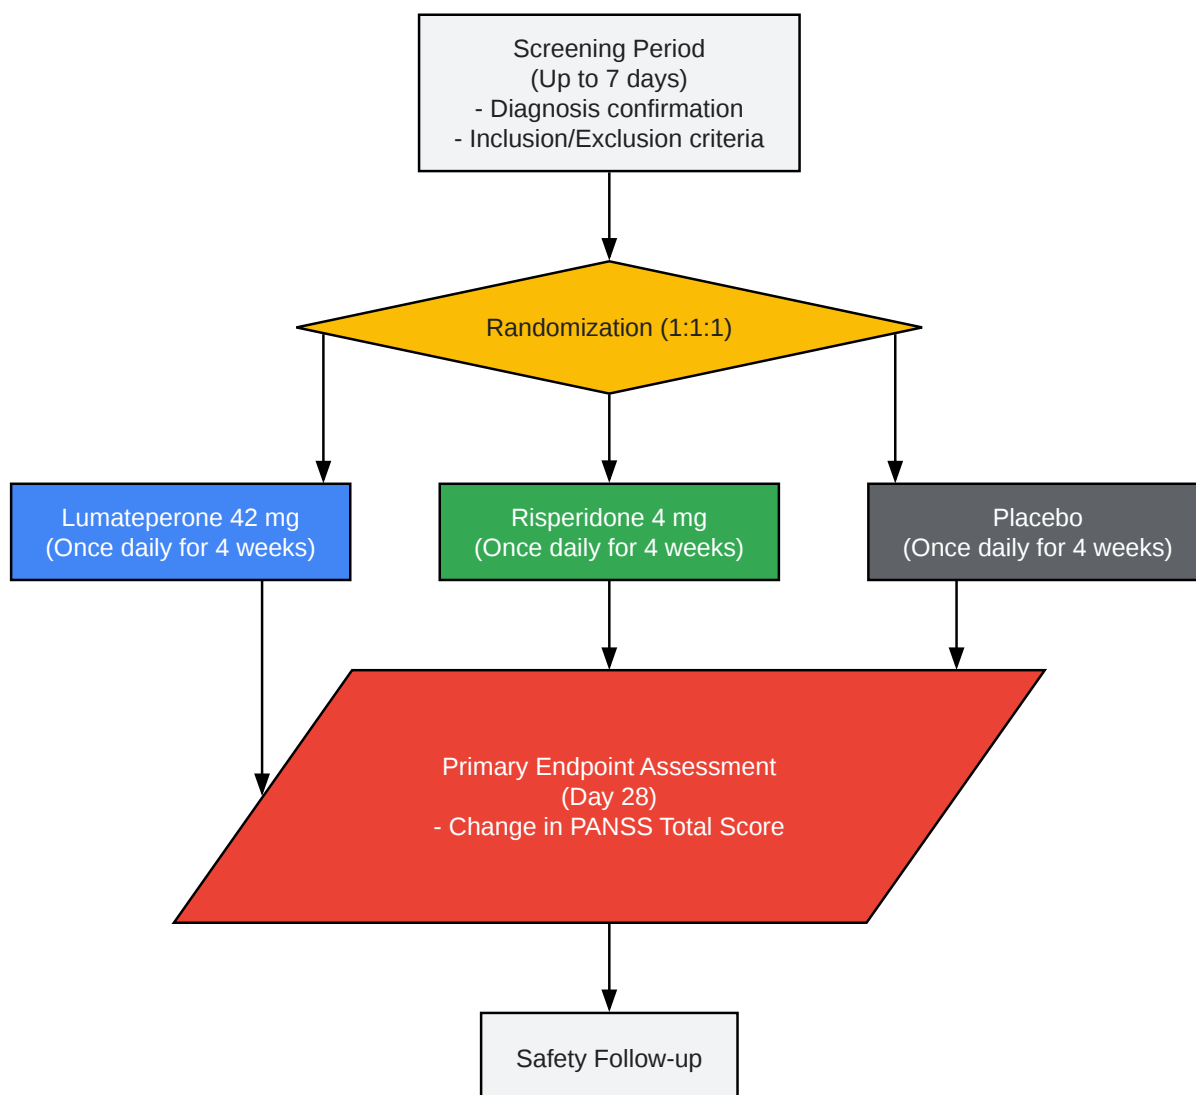 Screening Period
(Up to 7 days)
- Diagnosis confirmation
- Inclusion/Exclusion criteria
Randomization (1:1:1)
Lumateperone 42 mg
(Once daily for 4 weeks)
Risperidone 4 mg
(Once daily for 4 weeks)
Placebo
(Once daily for 4 weeks)
Primary Endpoint Assessment
(Day 28)
- Change in PANSS Total Score
Safety Follow-up